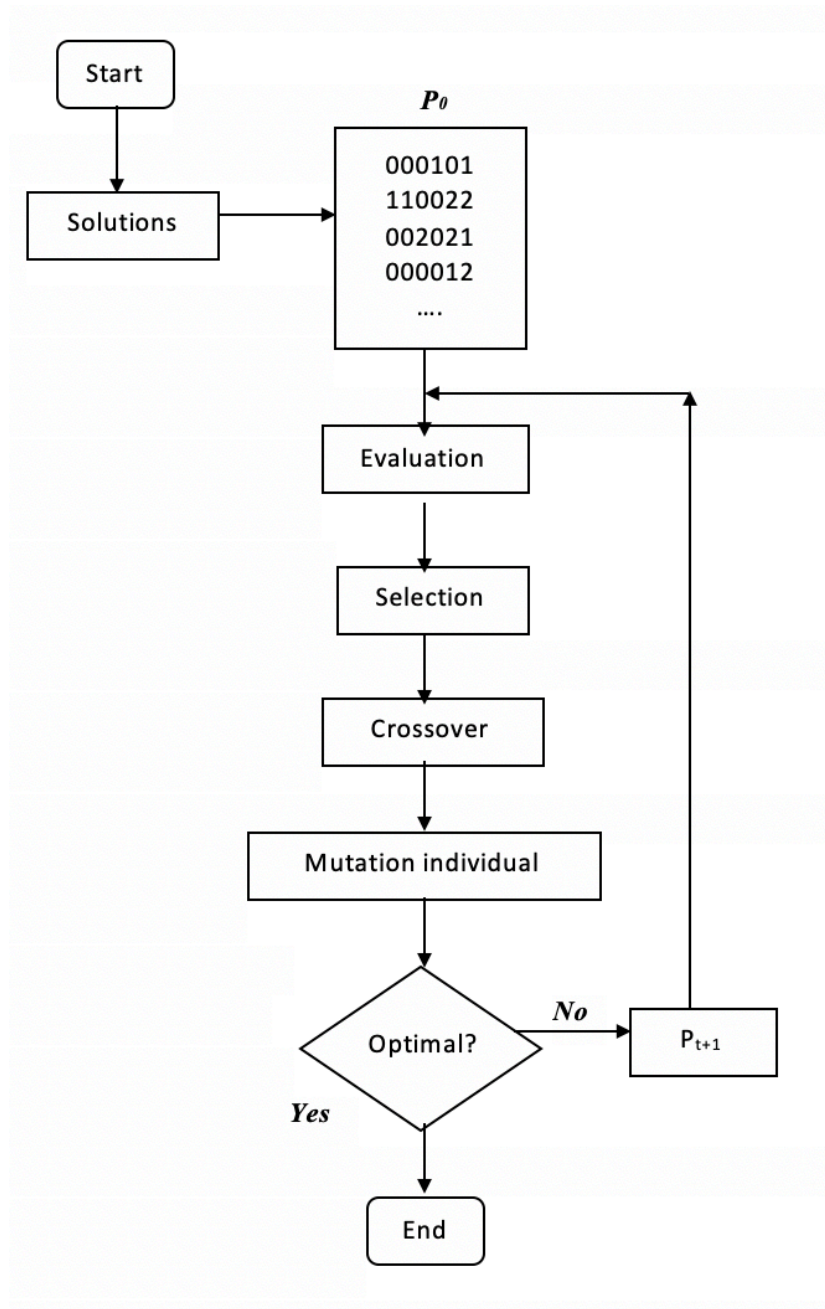 Start
P₀
000101
110022
002021
000012
....
Solutions
Evaluation
Selection
Crossover
Mutation individual
Optimal?
No
Pₜ₊₁
Yes
End